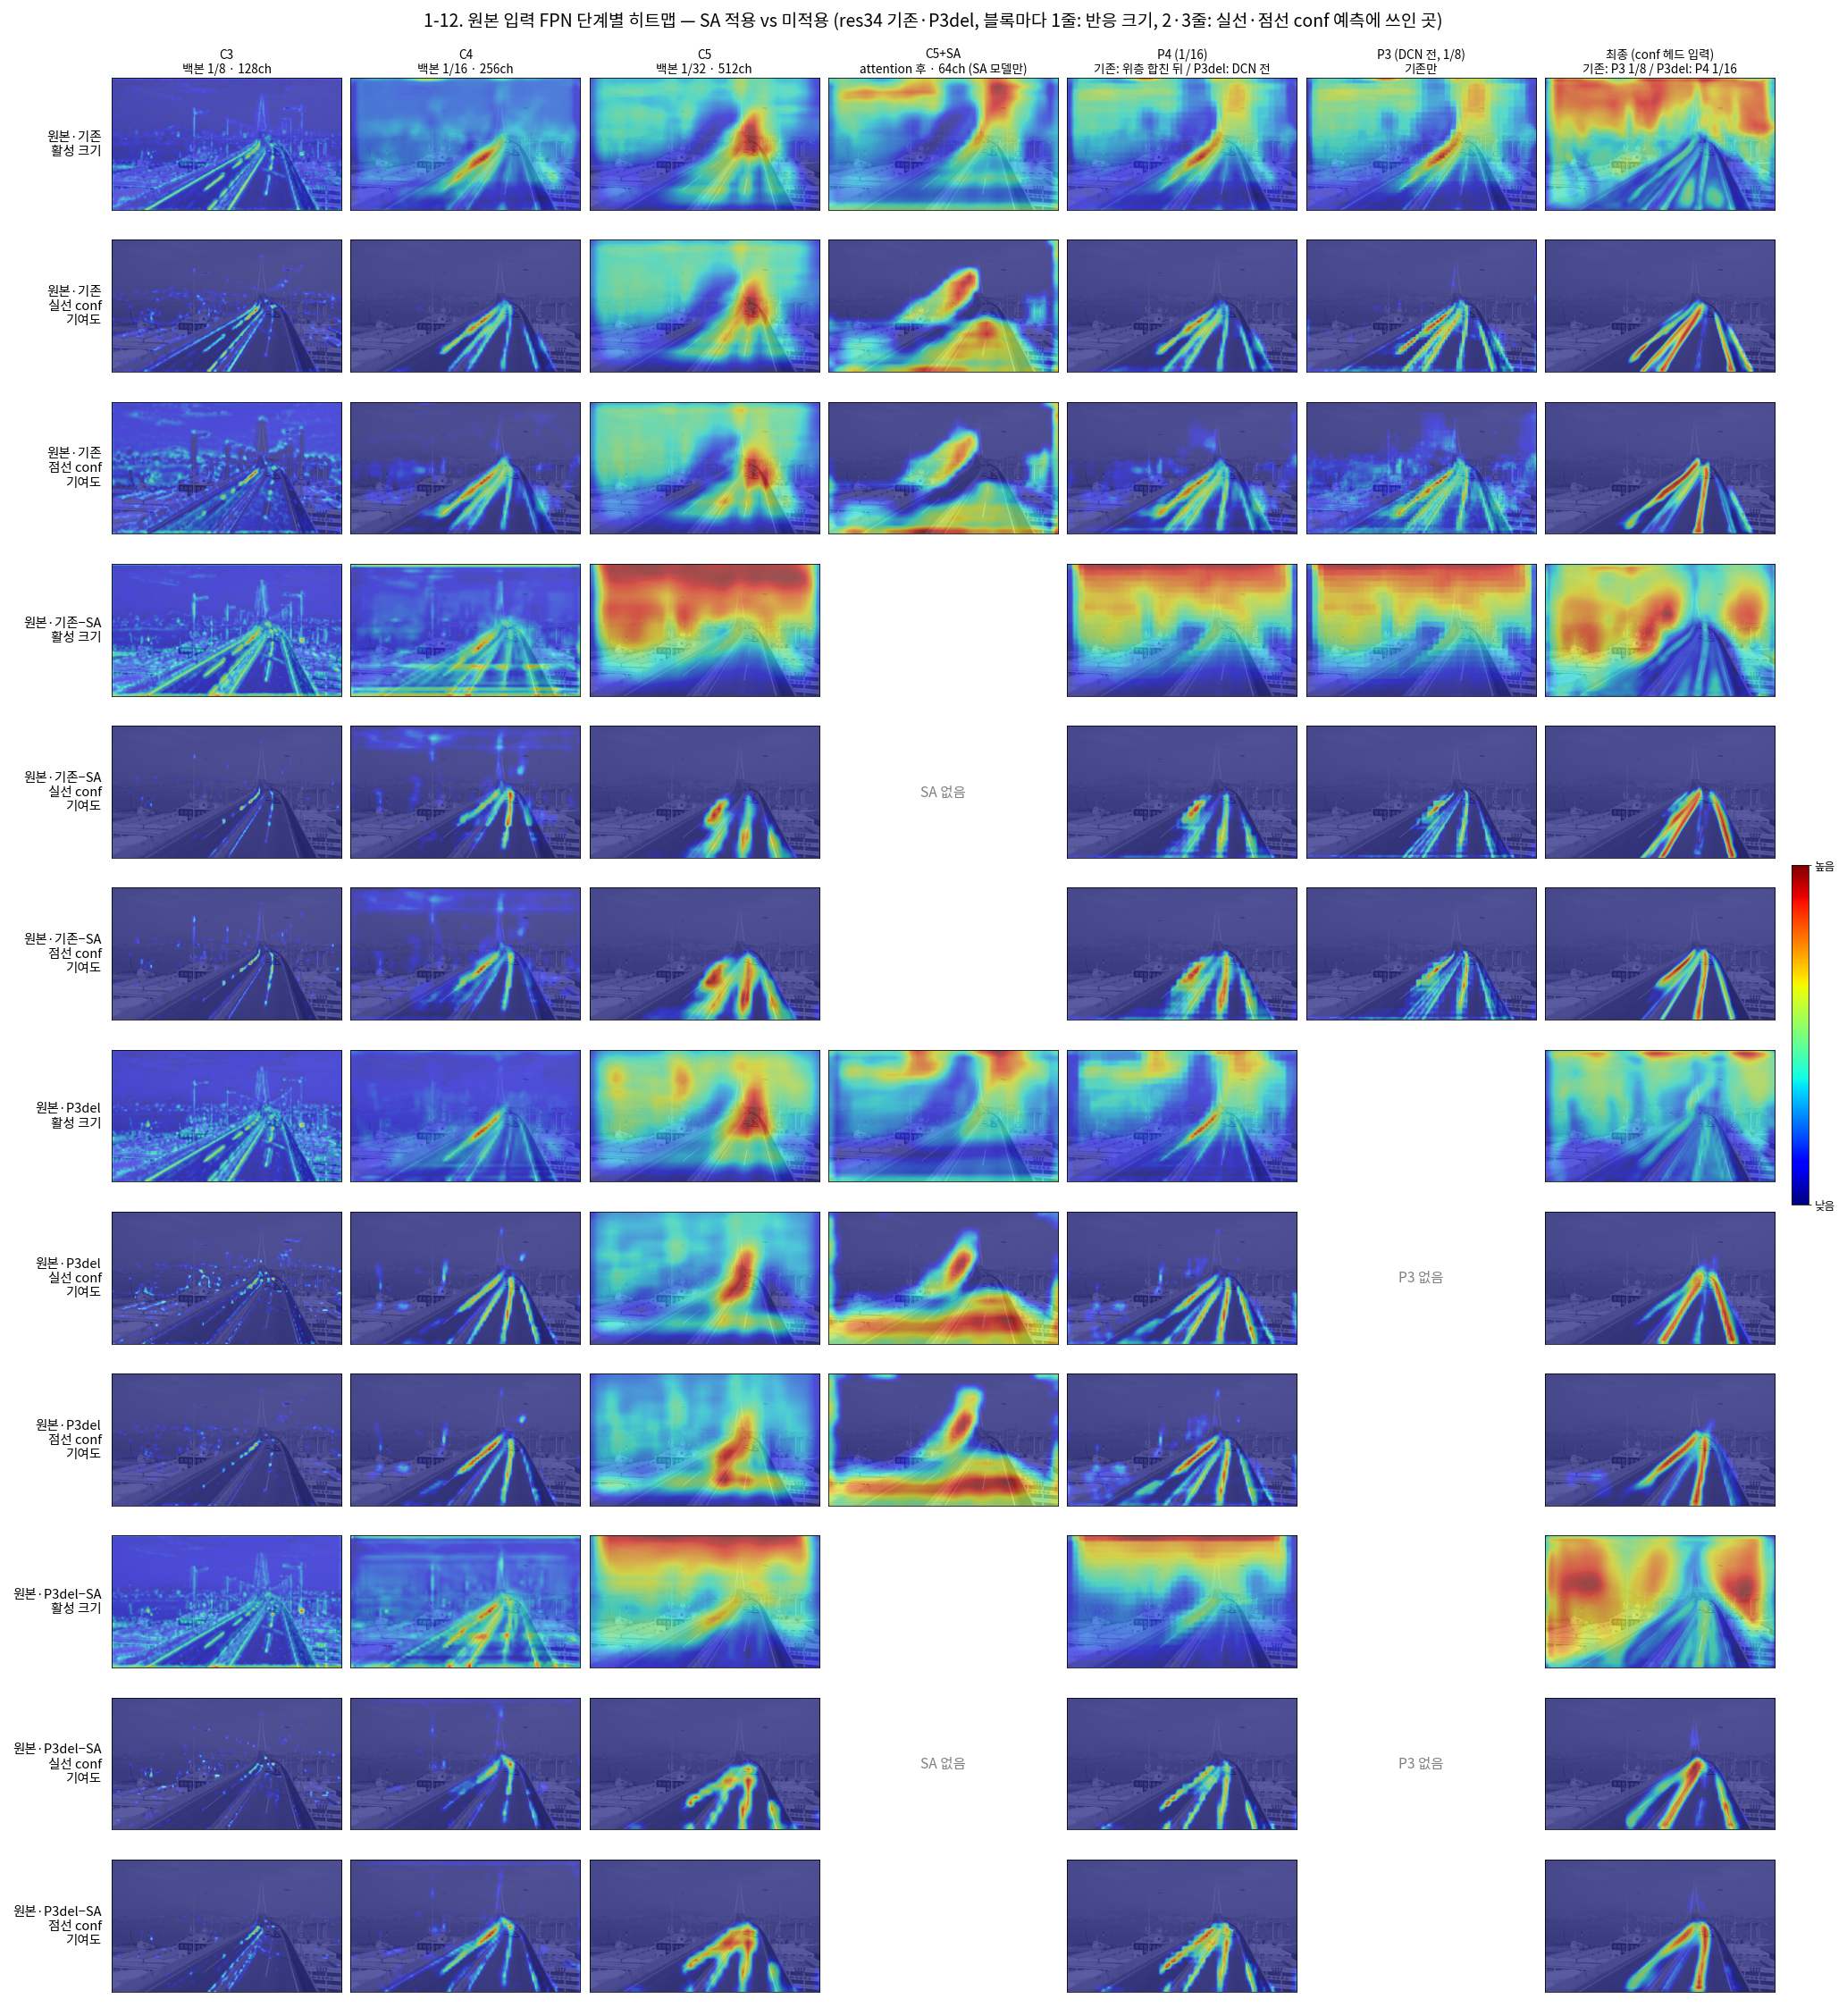 1-12. 원본 입력 FPN 단계별 히트맵 — SA 적용 vs 미적용 (res34 기존·P3del, 블록마다 1줄: 반응 크기, 2·3줄: 실선·점선 conf 예측에 쓰인 곳)
C3
백본 1/8 · 128ch
C4
백본 1/16 · 256ch
C5
백본 1/32 · 512ch
C5+SA
attention 후 · 64ch (SA 모델만)
P4 (1/16)
기존: 위층 합친 뒤 / P3del: DCN 전
P3 (DCN 전, 1/8)
기존만
최종 (conf 헤드 입력)
기존: P3 1/8 / P3del: P4 1/16
원본·기존
활성 크기
원본·기존
실선 conf
기여도
원본·기존
점선 conf
기여도
원본·기존−SA
활성 크기
원본·기존−SA
실선 conf
기여도
SA 없음
원본·기존−SA
점선 conf
기여도
높음
낮음
원본·P3del
활성 크기
원본·P3del
실선 conf
기여도
P3 없음
원본·P3del
점선 conf
기여도
원본·P3del−SA
활성 크기
원본·P3del−SA
실선 conf
기여도
SA 없음
P3 없음
원본·P3del−SA
점선 conf
기여도